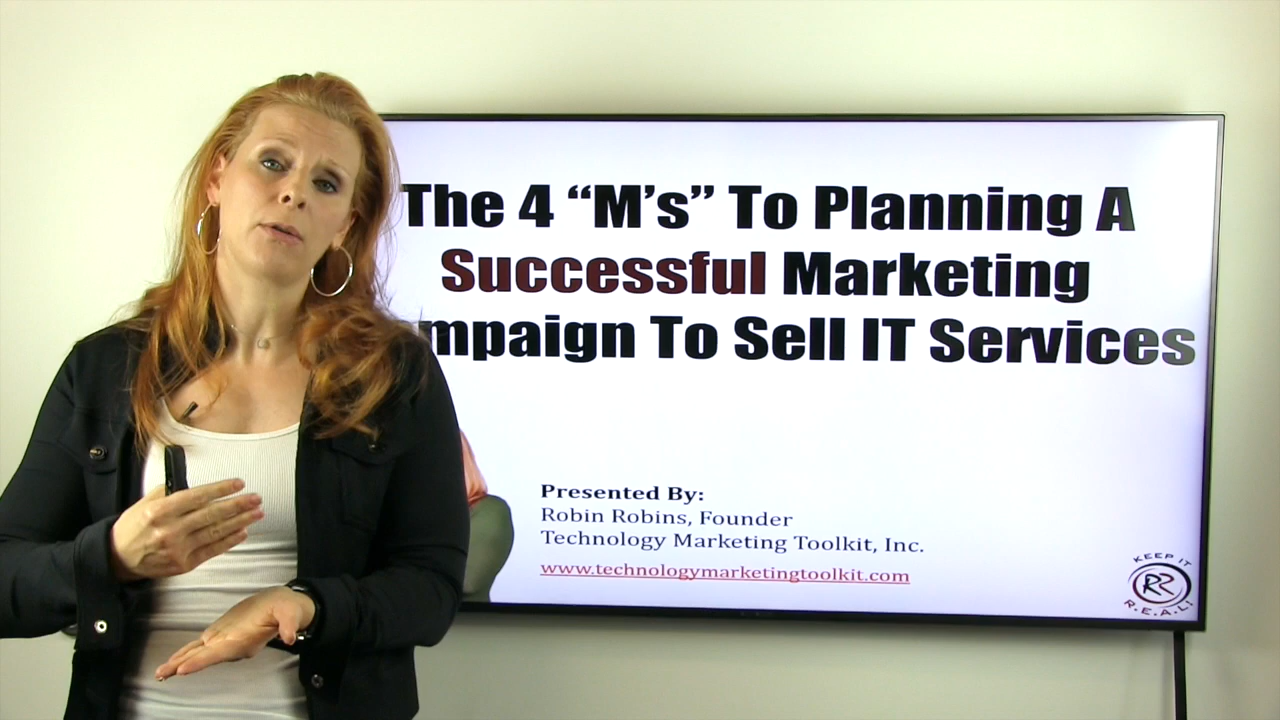 The 4 “M’s” To Planning A
Successful Marketing
mpaign To Sell IT Services
Presented By:
Robin Robins, Founder
Technology Marketing Toolkit, Inc.
www.technologymarketingtoolkit.com
KEEP IT
RR
R.E.A.L!